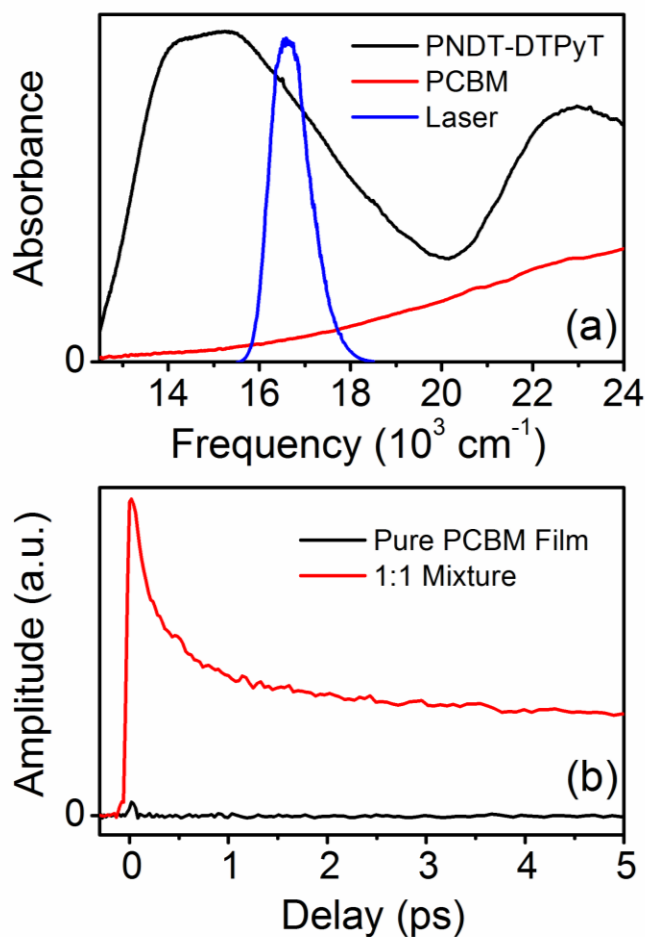 PNDT-DTPyT
PCBM
Laser
Absorbance
0
(a)
14 16 18 20 22 24
Frequency (10³ cm⁻¹)
Pure PCBM Film
1:1 Mixture
Amplitude (a.u.)
0
(b)
0 1 2 3 4 5
Delay (ps)